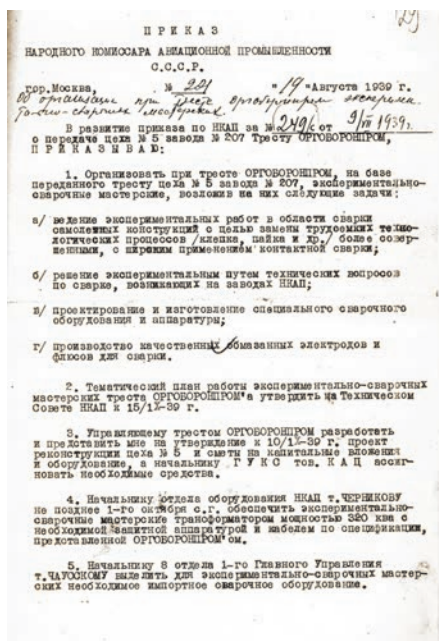 ПРИКАЗ
НАРОДНОГО КОМИССАРА АВИАЦИОННОЙ ПРОМЫШЛЕННОСТИ
С.С.С.Р.
гор.Москва, № 221 "19" Августа 1939 г.
Об организации при тресте Оргоборонпром эксперимен-
тально-сварочных мастерских.
В развитие приказа по НКАП за № 249/к от 9/VII 1939г.
о передаче цеха № 5 завода № 207 Тресту ОРГОБОРОНПРОМ,
ПРИКАЗЫВАЮ:
1. Организовать при тресте ОРГОБОРОНПРОМ, на базе
переданного тресту цеха № 5 завода № 207, экспериментально-
сварочные мастерские, возложив на них следующие задачи:
а/ ведение экспериментальных работ в области сварки
самолетных конструкций с целью замены трудоемких техно-
логических процессов /клепка, пайка и др./ более совер-
шенными, с широким применением контактной сварки;
б/ решение экспериментальным путем технических вопросов
по сварке, возникающих на заводах НКАП;
в/ проектирование и изготовление специального сварочного
оборудования и аппаратуры;
г/ производство качественных обмазанных электродов и
флюсов для сварки.
2. Тематический план работы экспериментально-сварочных
мастерских треста ОРГОБОРОНПРОМ'а утвердить на Техническом
Совете НКАП к 15/IX-39 г.
3. Управляющему трестом ОРГОБОРОНПРОМ разработать
и представить мне на утверждение к 10/IX-39 г. проект
реконструкции цеха № 5 и сметы на капитальные вложения
и оборудование, а начальнику ГУКС тов. КАЦ ассиг-
новать необходимые средства.
4. Начальнику отдела оборудования НКАП т.ЧЕРНИКОВУ
не позднее 1-го октября с.г. обеспечить экспериментально-
сварочные мастерские трансформатором мощностью 320 ква с
необходимой защитной аппаратурой и кабелем по спецификации,
представленной ОРГОБОРОНПРОМ'ом.
5. Начальнику 8 отдела 1-го Главного Управления
т.ЧАУССКОМУ выделить для экспериментально-сварочных мастер-
ских необходимое импортное сварочное оборудование.